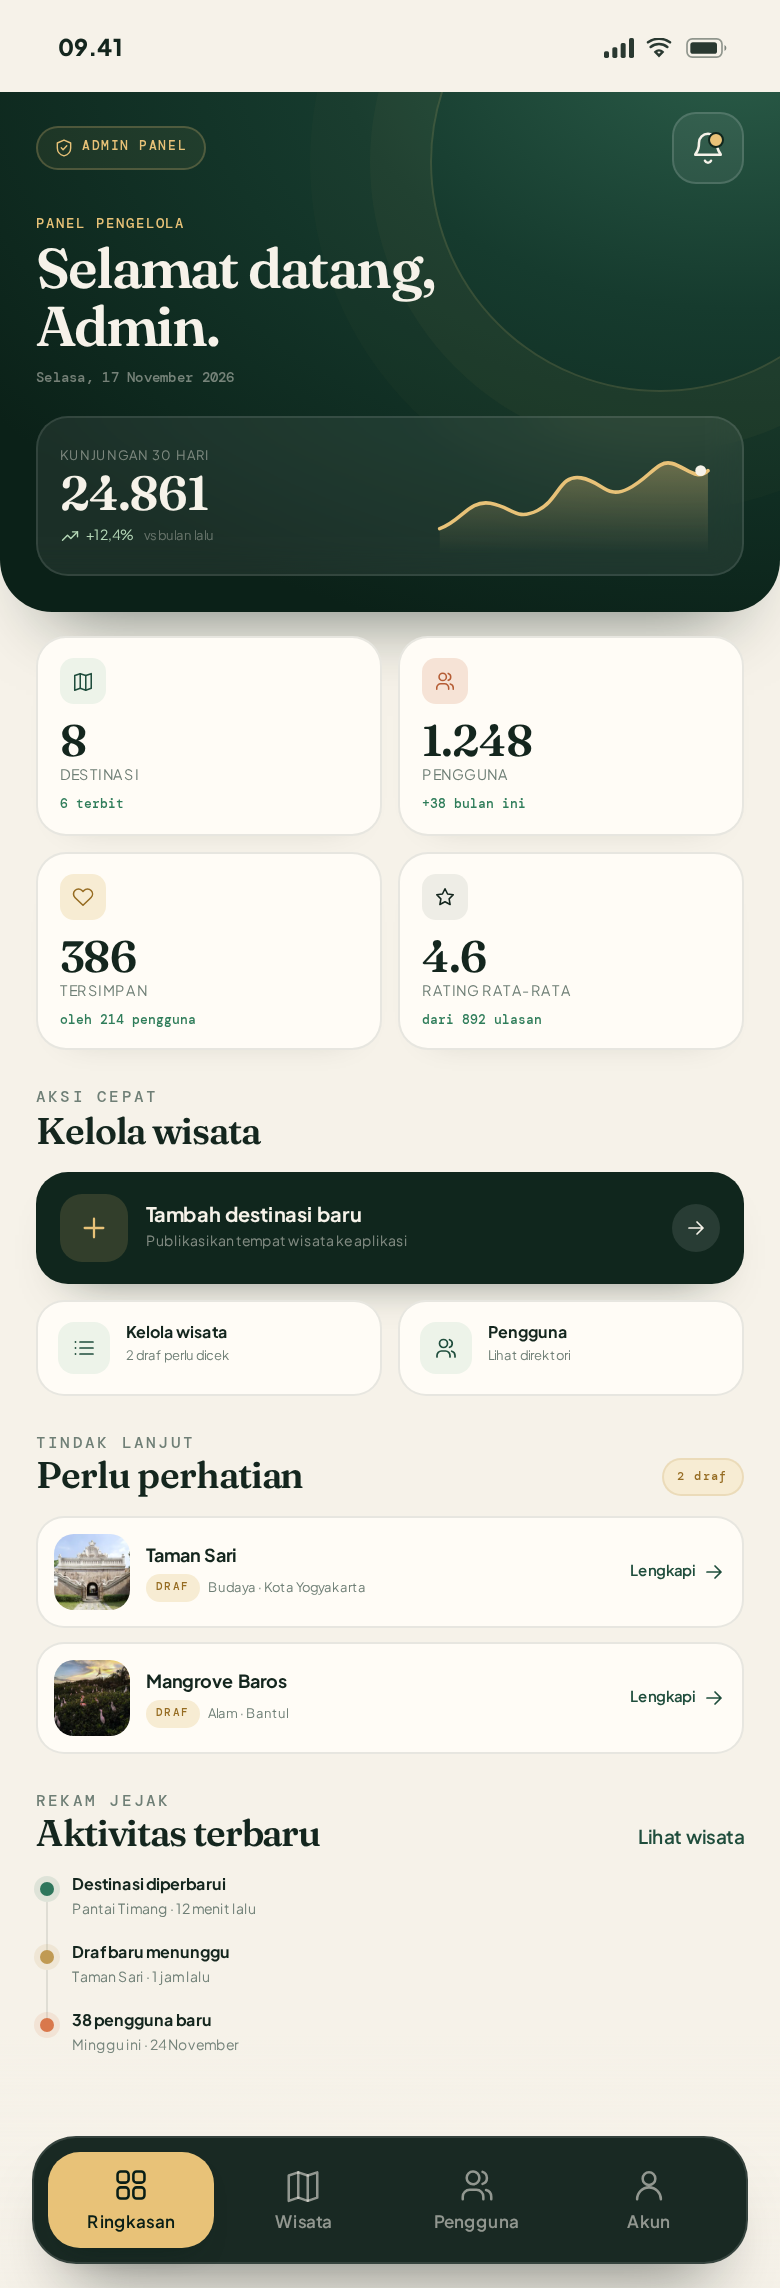 09.41
ADMIN PANEL
PANEL PENGELOLA
Selamat datang,
Admin.
Selasa, 17 November 2026
KUNJUNGAN 30 HARI
24.861
+12,4% vs bulan lalu
8
DESTINASI
6 terbit
1.248
PENGGUNA
+38 bulan ini
386
TERSIMPAN
oleh 214 pengguna
4.6
RATING RATA-RATA
dari 892 ulasan
AKSI CEPAT
Kelola wisata
Tambah destinasi baru
Publikasikan tempat wisata ke aplikasi
Kelola wisata
2 draf perlu dicek
Pengguna
Lihat direktori
TINDAK LANJUT
Perlu perhatian
2 draf
Taman Sari
DRAF Budaya · Kota Yogyakarta
Lengkapi
Mangrove Baros
DRAF Alam · Bantul
Lengkapi
REKAM JEJAK
Aktivitas terbaru
Lihat wisata
Destinasi diperbarui
Pantai Timang · 12 menit lalu
Draf baru menunggu
Taman Sari · 1 jam lalu
38 pengguna baru
Minggu ini · 24 November
Ringkasan
Wisata
Pengguna
Akun